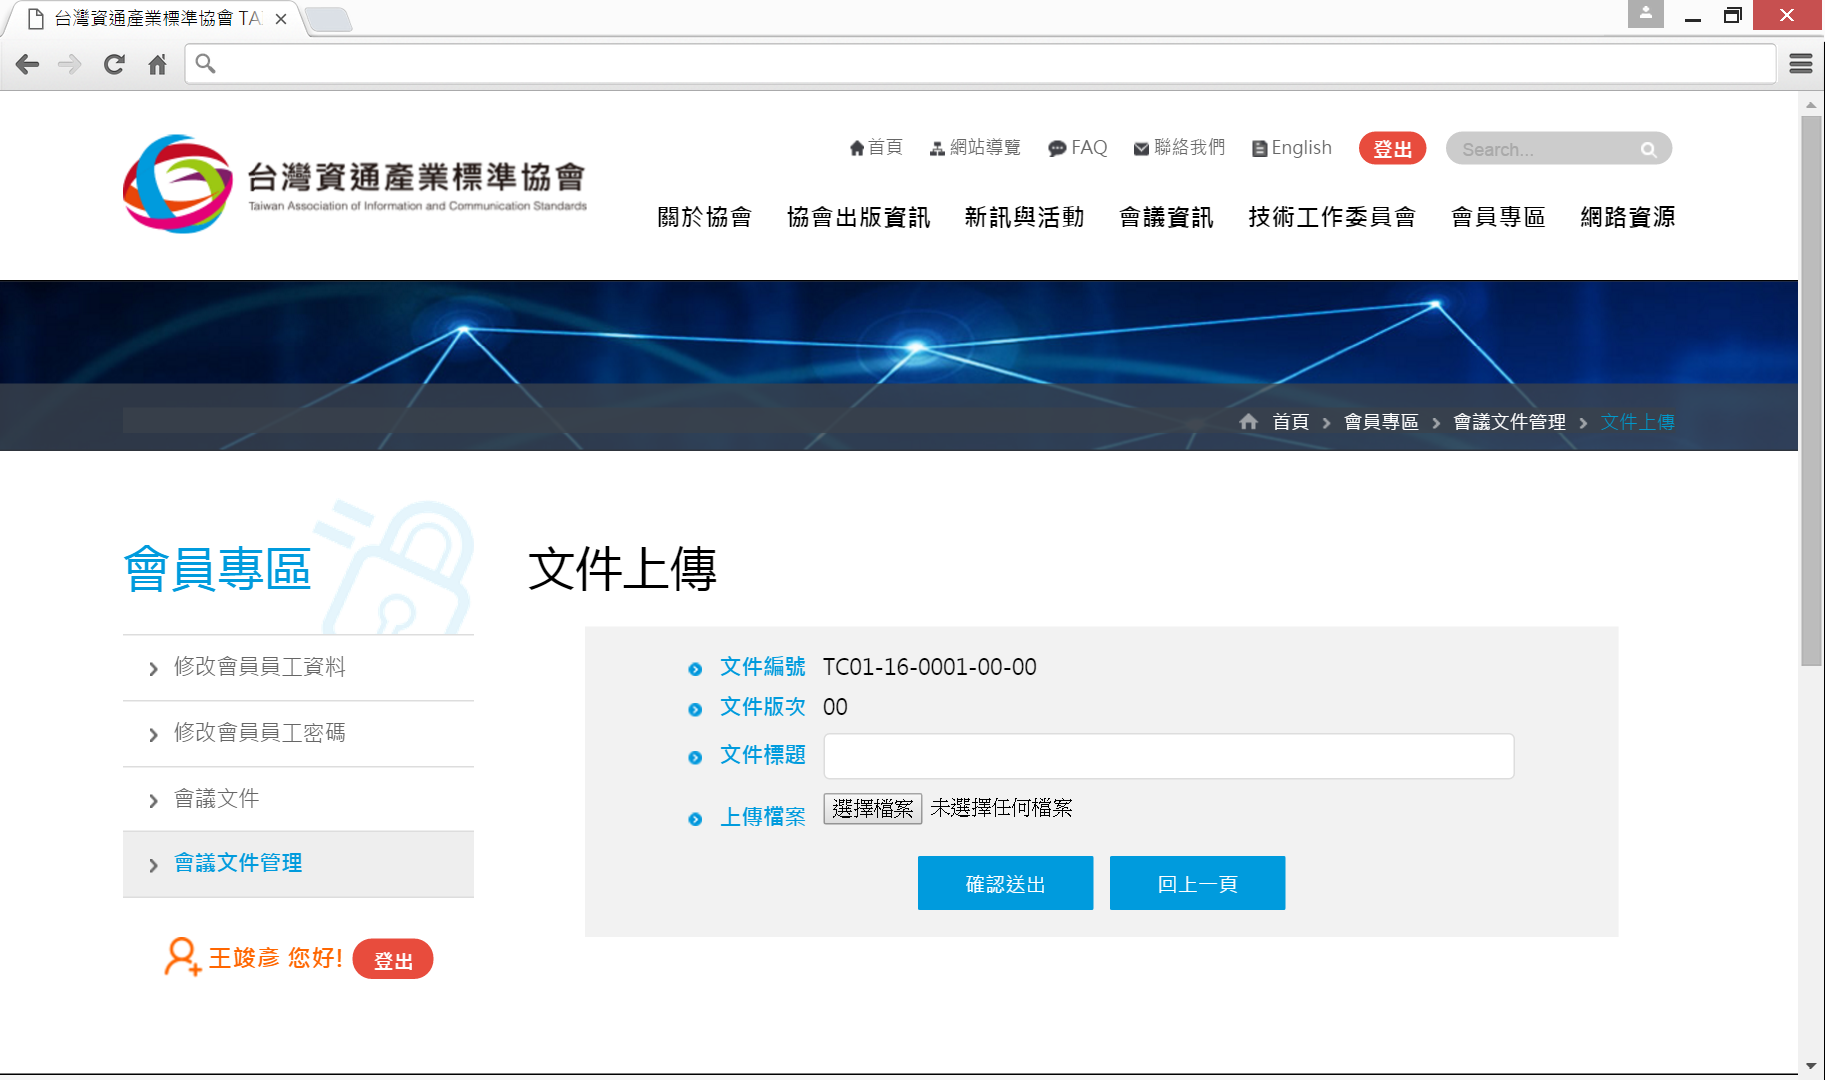 台灣資通產業標準協會 TA
首頁 網站導覽 FAQ 聯絡我們 English 登出 Search...
台灣資通產業標準協會
Taiwan Association of Information and Communication Standards
關於協會 協會出版資訊 新訊與活動 會議資訊 技術工作委員會 會員專區 網路資源
首頁 > 會員專區 > 會議文件管理 > 文件上傳
會員專區
修改會員員工資料
修改會員員工密碼
會議文件
會議文件管理
王竣彥 您好! 登出
文件上傳
文件編號 TC01-16-0001-00-00
文件版次 00
文件標題
上傳檔案 選擇檔案 未選擇任何檔案
確認送出 回上一頁